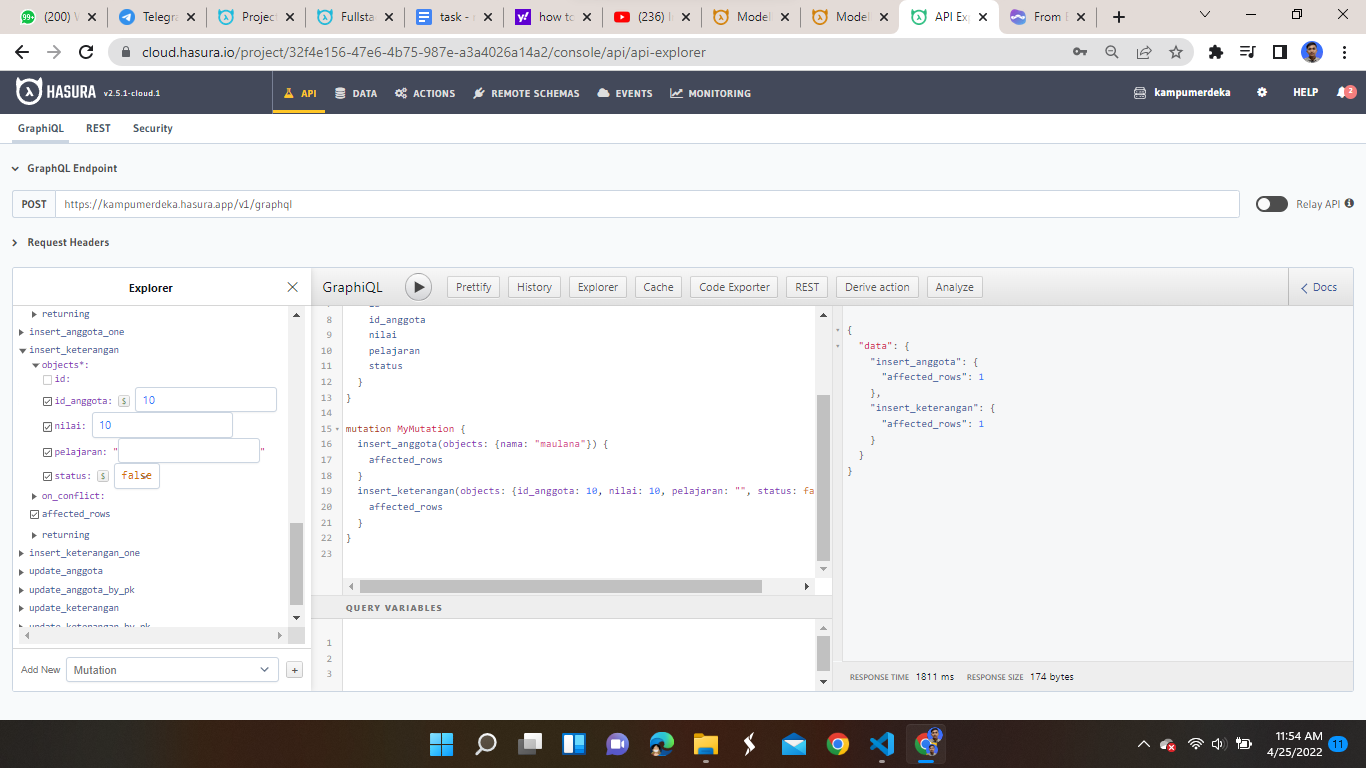 (200) W
Telegra
Project
Fullsta
task -
how to
(236) I
Model
Model
API Exp
From E
cloud.hasura.io/project/32f4e156-47e6-4b75-987e-a3a4026a14a2/console/api/api-explorer
HASURA v2.5.1-cloud.1
API
DATA
ACTIONS
REMOTE SCHEMAS
EVENTS
MONITORING
kampumerdeka
HELP
2
GraphiQL
REST
Security
GraphQL Endpoint
POST https://kampumerdeka.hasura.app/v1/graphql
Relay API
Request Headers
Explorer
returning
insert_anggota_one
insert_keterangan
objects*:
id:
id_anggota: $ 10
nilai: 10
pelajaran: " "
status: $ false
on_conflict:
affected_rows
returning
insert_keterangan_one
update_anggota
update_anggota_by_pk
update_keterangan
update_keterangan_by_pk
Add New Mutation +
GraphiQL
Prettify
History
Explorer
Cache
Code Exporter
REST
Derive action
Analyze
Docs
8 id_anggota
9 nilai
10 pelajaran
11 status
12 }
13 }
14
15 mutation MyMutation {
16 insert_anggota(objects: {nama: "maulana"}) {
17 affected_rows
18 }
19 insert_keterangan(objects: {id_anggota: 10, nilai: 10, pelajaran: "", status: fa
20 affected_rows
21 }
22 }
23
QUERY VARIABLES
1
2
3
{
"data": {
"insert_anggota": {
"affected_rows": 1
},
"insert_keterangan": {
"affected_rows": 1
}
}
}
RESPONSE TIME 1811 ms RESPONSE SIZE 174 bytes
11:54 AM
4/25/2022
11